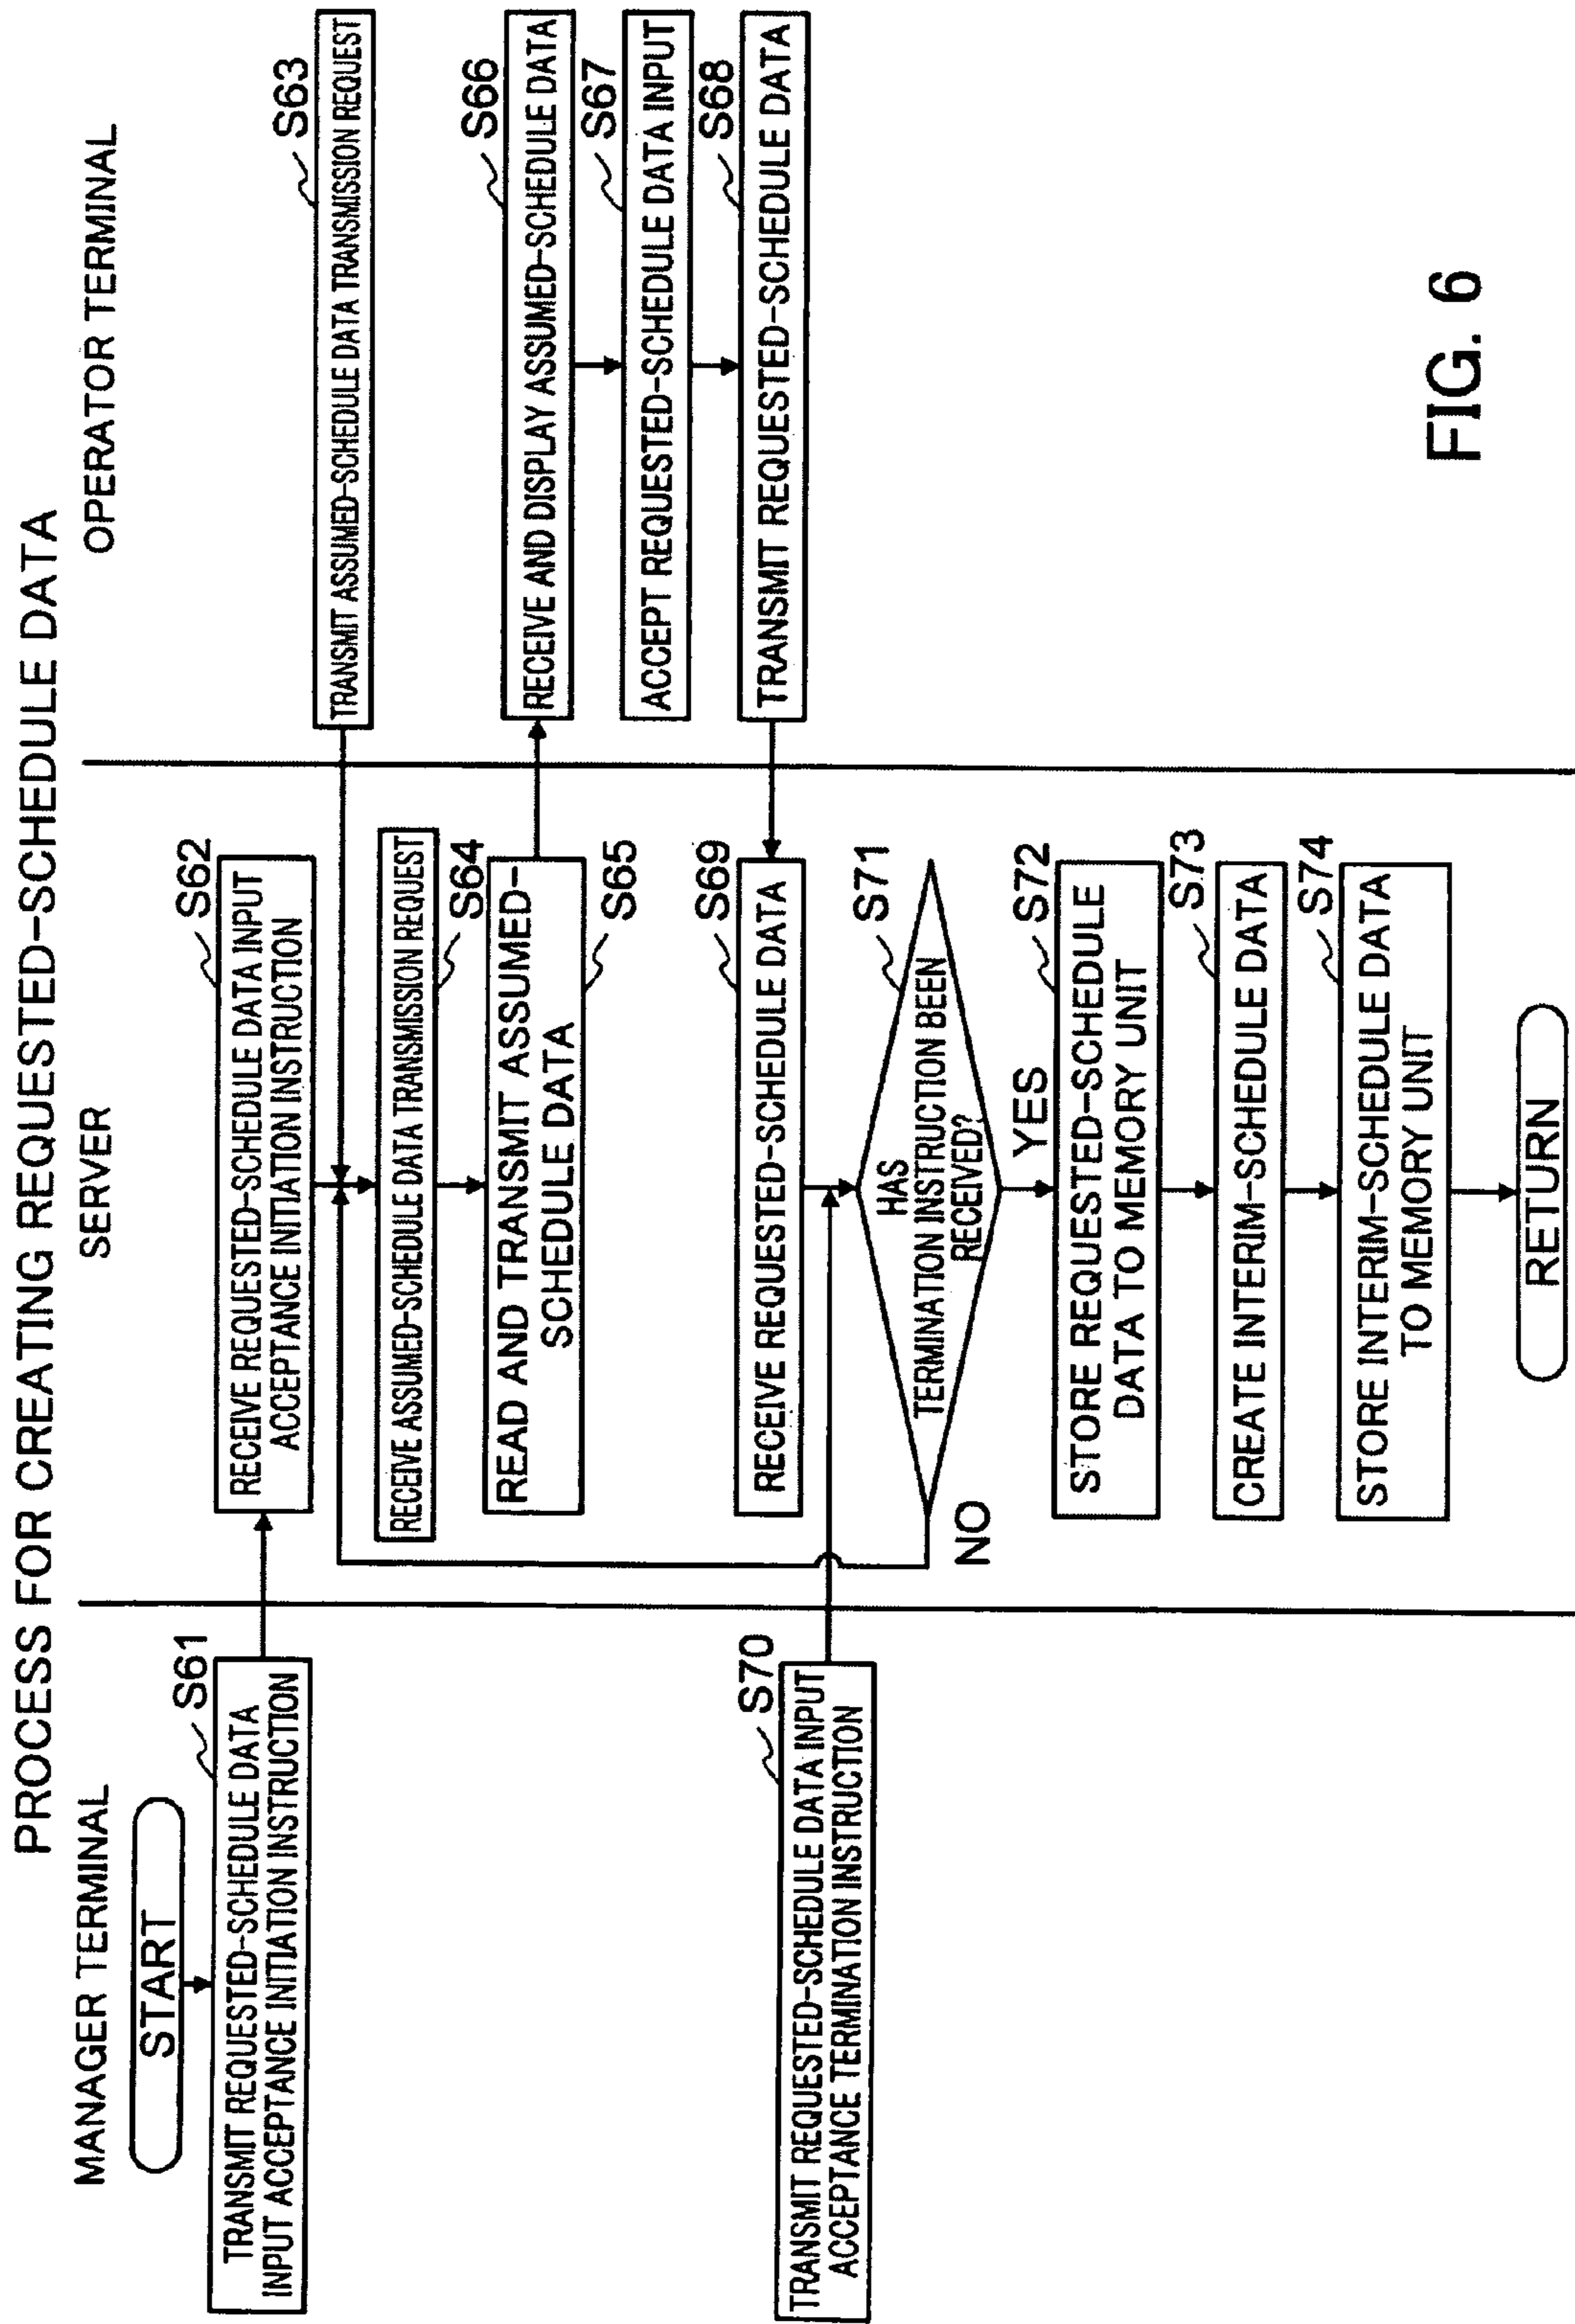 PROCESS FOR CREATING REQUESTED-SCHEDULE DATA
MANAGER TERMINAL
SERVER
OPERATOR TERMINAL
START
S61
TRANSMIT REQUESTED-SCHEDULE DATA
INPUT ACCEPTANCE INITIATION INSTRUCTION
S62
RECEIVE REQUESTED-SCHEDULE DATA INPUT
ACCEPTANCE INITIATION INSTRUCTION
S63
TRANSMIT ASSUMED-SCHEDULE DATA TRANSMISSION REQUEST
RECEIVE ASSUMED-SCHEDULE DATA TRANSMISSION REQUEST
S64
READ AND TRANSMIT ASSUMED-
SCHEDULE DATA
S65
S66
RECEIVE AND DISPLAY ASSUMED-SCHEDULE DATA
S67
ACCEPT REQUESTED-SCHEDULE DATA INPUT
S68
TRANSMIT REQUESTED-SCHEDULE DATA
S69
RECEIVE REQUESTED-SCHEDULE DATA
S70
TRANSMIT REQUESTED-SCHEDULE DATA INPUT
ACCEPTANCE TERMINATION INSTRUCTION
S71
HAS
TERMINATION INSTRUCTION BEEN
RECEIVED?
NO
YES
S72
STORE REQUESTED-SCHEDULE
DATA TO MEMORY UNIT
S73
CREATE INTERIM-SCHEDULE DATA
S74
STORE INTERIM-SCHEDULE DATA
TO MEMORY UNIT
RETURN
FIG. 6